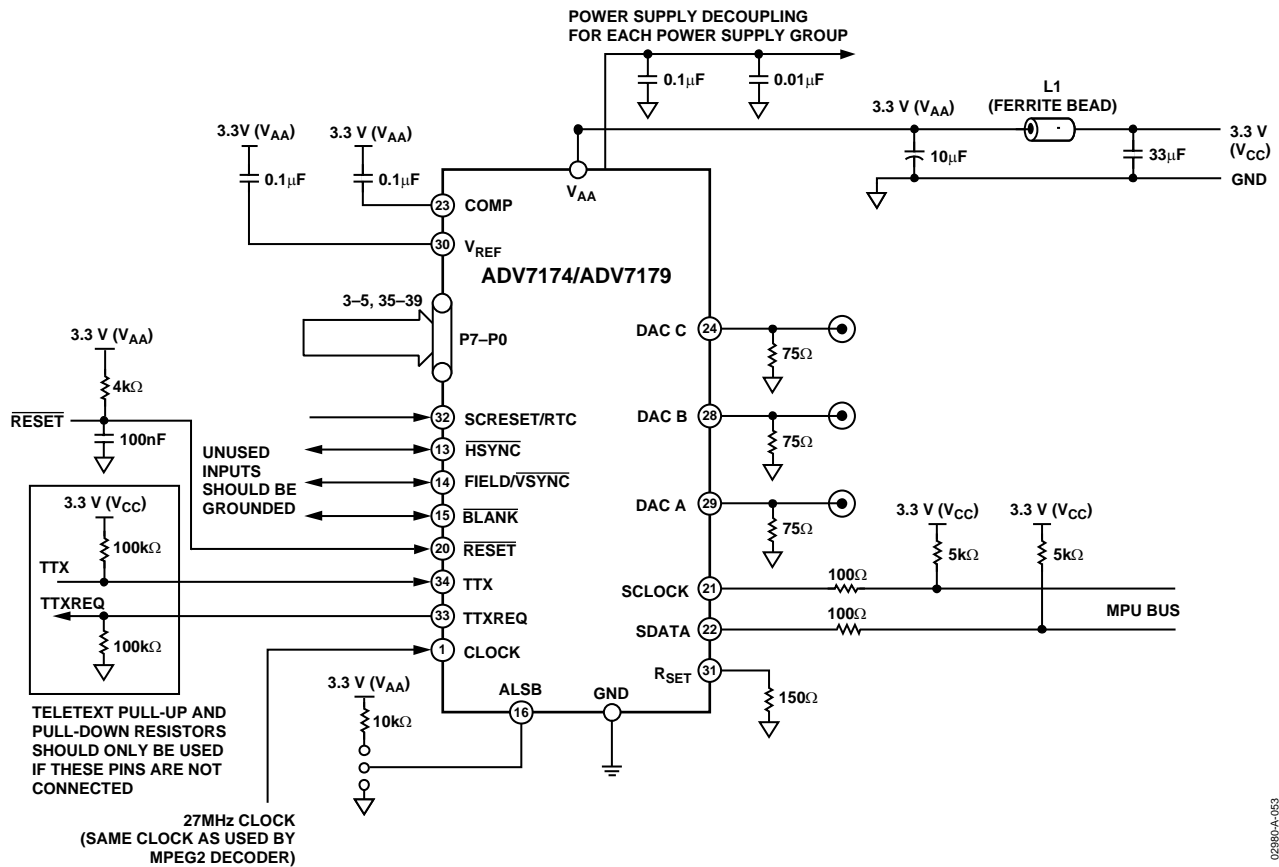 POWER SUPPLY DECOUPLING
FOR EACH POWER SUPPLY GROUP
0.1μF
0.01μF
L1
(FERRITE BEAD)
3.3 V (VAA)
10μF
33μF
3.3 V
(VCC)
GND
3.3V (VAA)
0.1μF
3.3 V (VAA)
0.1μF
VAA
23
COMP
30
VREF
ADV7174/ADV7179
3–5, 35–39
P7–P0
3.3 V (VAA)
4kΩ
RESET
100nF
UNUSED
INPUTS
SHOULD BE
GROUNDED
32
SCRESET/RTC
13
HSYNC
14
FIELD/VSYNC
15
BLANK
20
RESET
34
TTX
33
TTXREQ
1
CLOCK
3.3 V (VCC)
100kΩ
TTX
TTXREQ
100kΩ
TELETEXT PULL-UP AND
PULL-DOWN RESISTORS
SHOULD ONLY BE USED
IF THESE PINS ARE NOT
CONNECTED
27MHz CLOCK
(SAME CLOCK AS USED BY
MPEG2 DECODER)
3.3 V (VAA)
10kΩ
ALSB
16
GND
DAC C
24
75Ω
DAC B
28
75Ω
DAC A
29
75Ω
SCLOCK
21
100Ω
SDATA
22
100Ω
3.3 V (VCC)
5kΩ
3.3 V (VCC)
5kΩ
MPU BUS
RSET
31
150Ω
02980-A-053